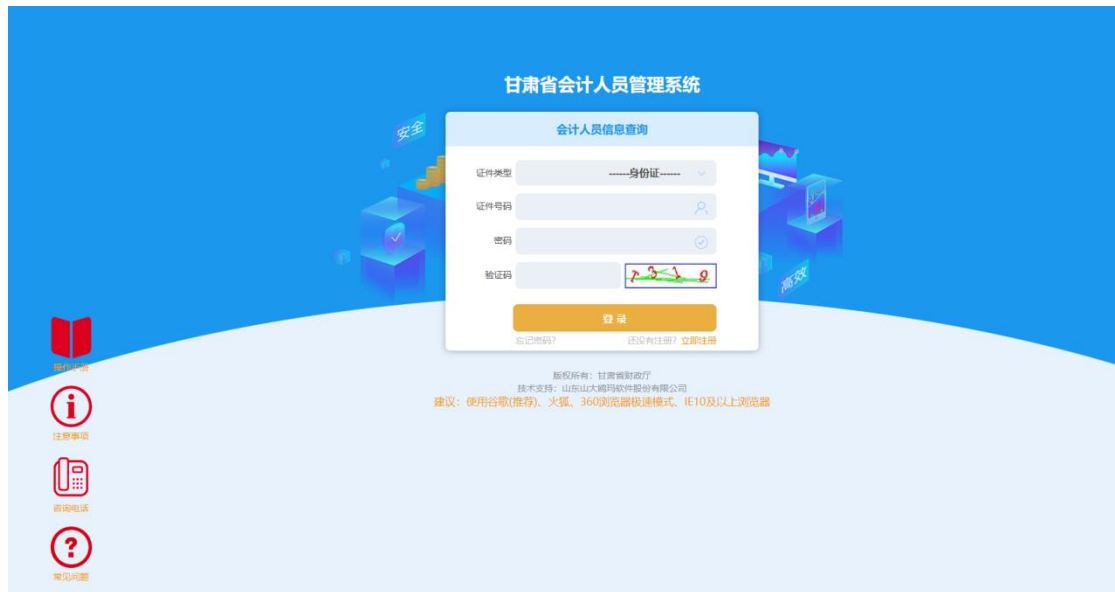 甘肃省会计人员管理系统
安全
会计人员信息查询
证件类型 ------身份证------
证件号码
密码
验证码 1319
高效
登录
忘记密码? 还没有注册? 立即注册
版权所有：甘肃省财政厅
技术支持：山东山大鸥玛软件股份有限公司
建议：使用谷歌(推荐)、火狐、360浏览器极速模式、IE10及以上浏览器
操作手册
注意事项
咨询电话
常见问题